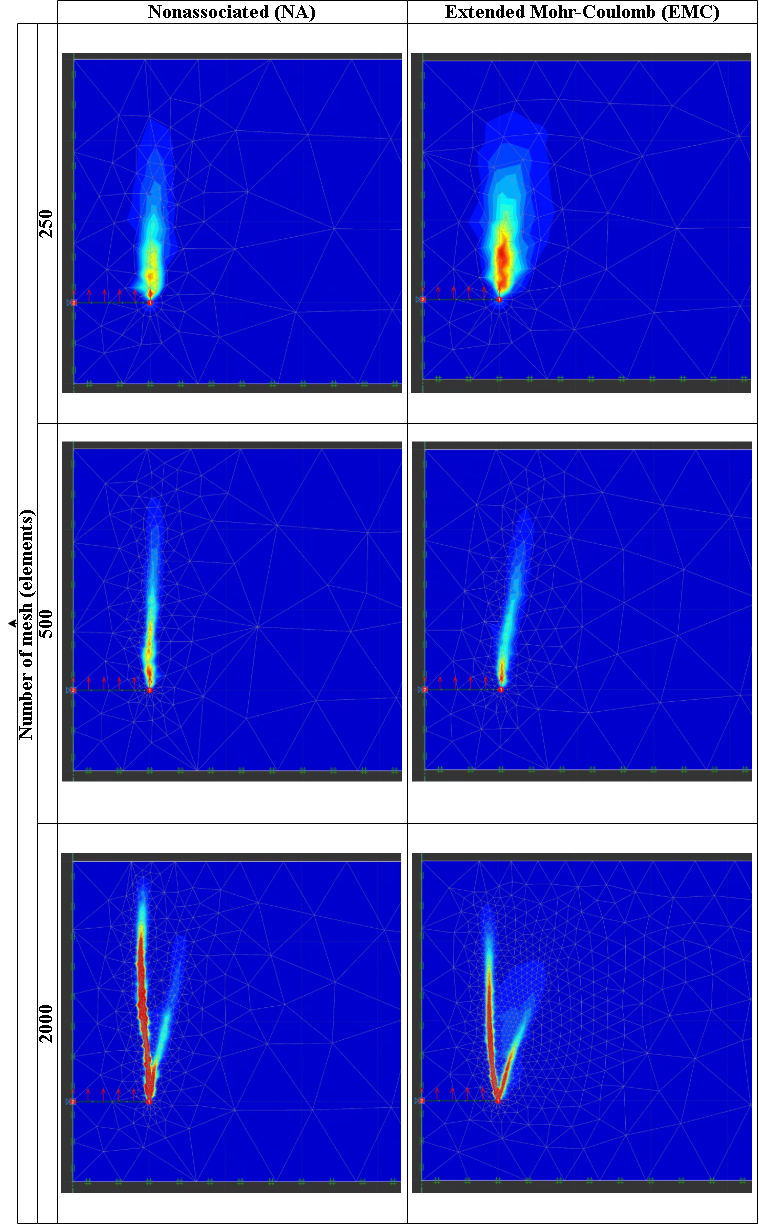 Nonassociated (NA)
Extended Mohr-Coulomb (EMC)
Number of mesh (elements)
250
500
2000